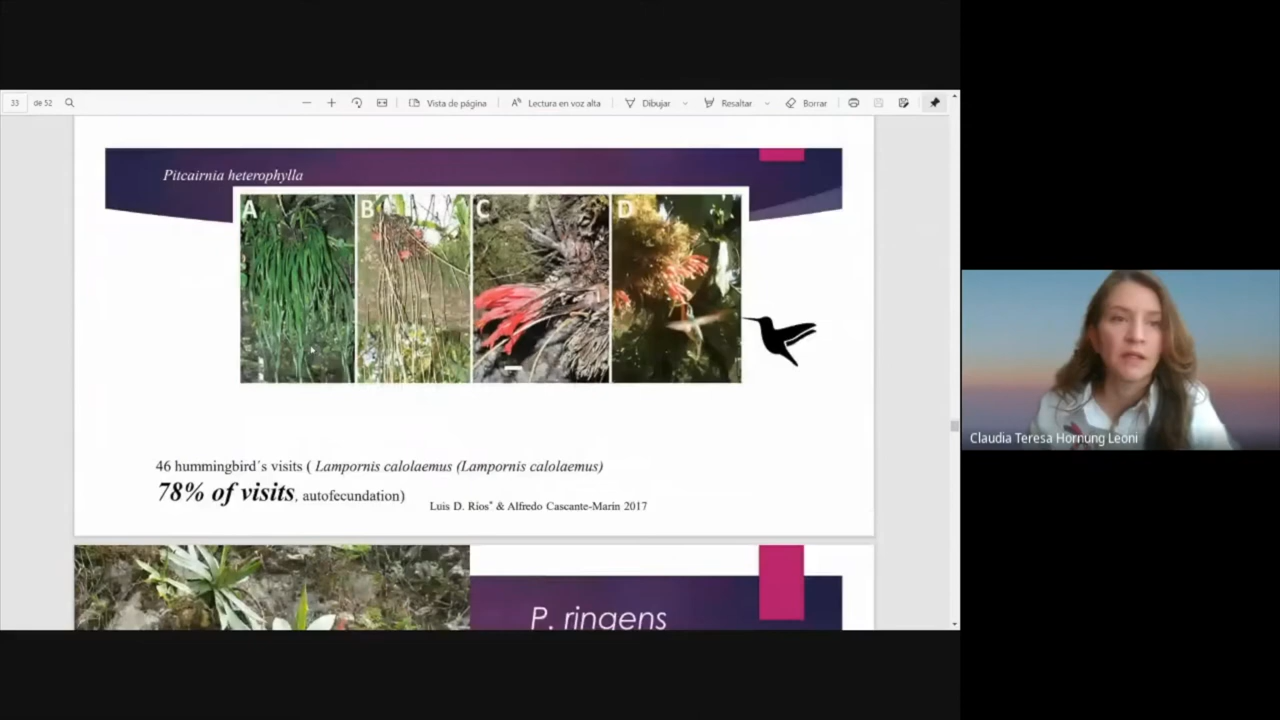 33 de 52 Vista de página Lectura en voz alta Dibujar Resaltar Borrar
Pitcairnia heterophylla
A B C D
46 hummingbird´s visits ( Lampornis calolaemus (Lampornis calolaemus)
78% of visits, autofecundation)
Luis D. Ríos* & Alfredo Cascante-Marín 2017
P. ringens
Claudia Teresa Hornung Leoni